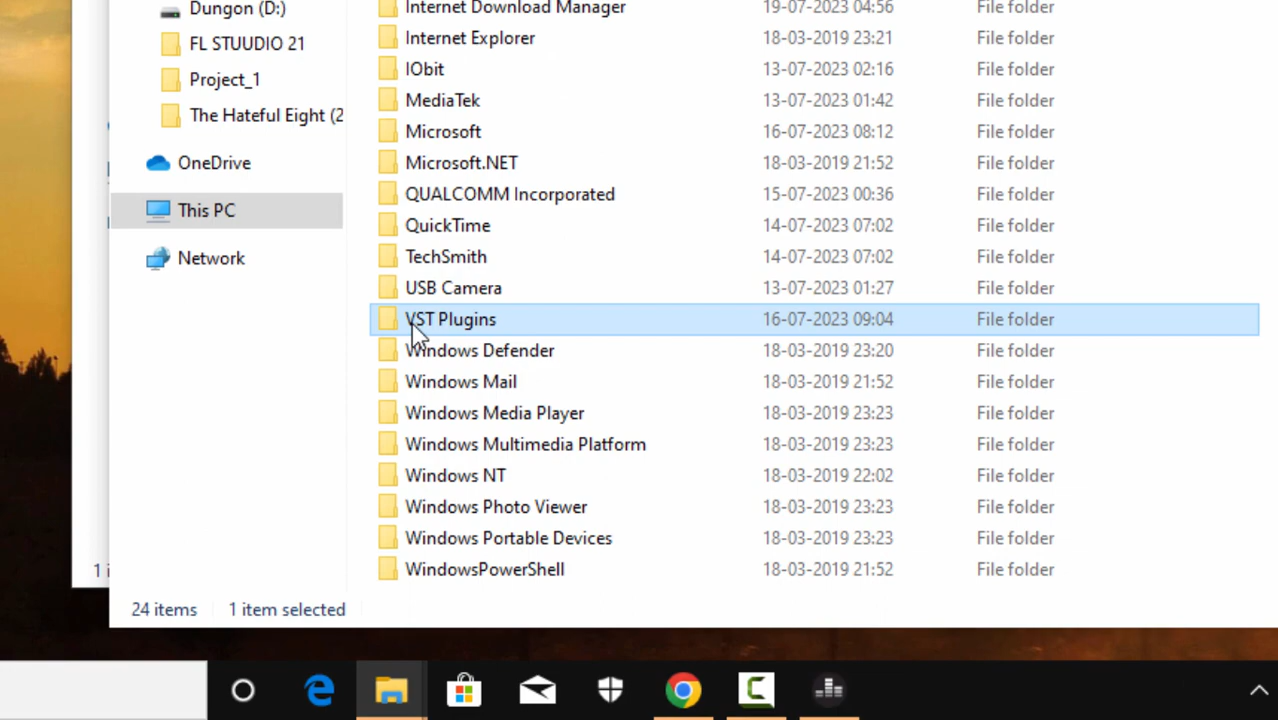 Dungon (D:)
FL STUUDIO 21
Project_1
The Hateful Eight (2
OneDrive
This PC
Network
Internet Download Manager 19-07-2023 04:56 File folder
Internet Explorer 18-03-2019 23:21 File folder
IObit 13-07-2023 02:16 File folder
MediaTek 13-07-2023 01:42 File folder
Microsoft 16-07-2023 08:12 File folder
Microsoft.NET 18-03-2019 21:52 File folder
QUALCOMM Incorporated 15-07-2023 00:36 File folder
QuickTime 14-07-2023 07:02 File folder
TechSmith 14-07-2023 07:02 File folder
USB Camera 13-07-2023 01:27 File folder
VST Plugins 16-07-2023 09:04 File folder
Windows Defender 18-03-2019 23:20 File folder
Windows Mail 18-03-2019 21:52 File folder
Windows Media Player 18-03-2019 23:23 File folder
Windows Multimedia Platform 18-03-2019 23:23 File folder
Windows NT 18-03-2019 22:02 File folder
Windows Photo Viewer 18-03-2019 23:23 File folder
Windows Portable Devices 18-03-2019 23:23 File folder
WindowsPowerShell 18-03-2019 21:52 File folder
1 i
24 items 1 item selected